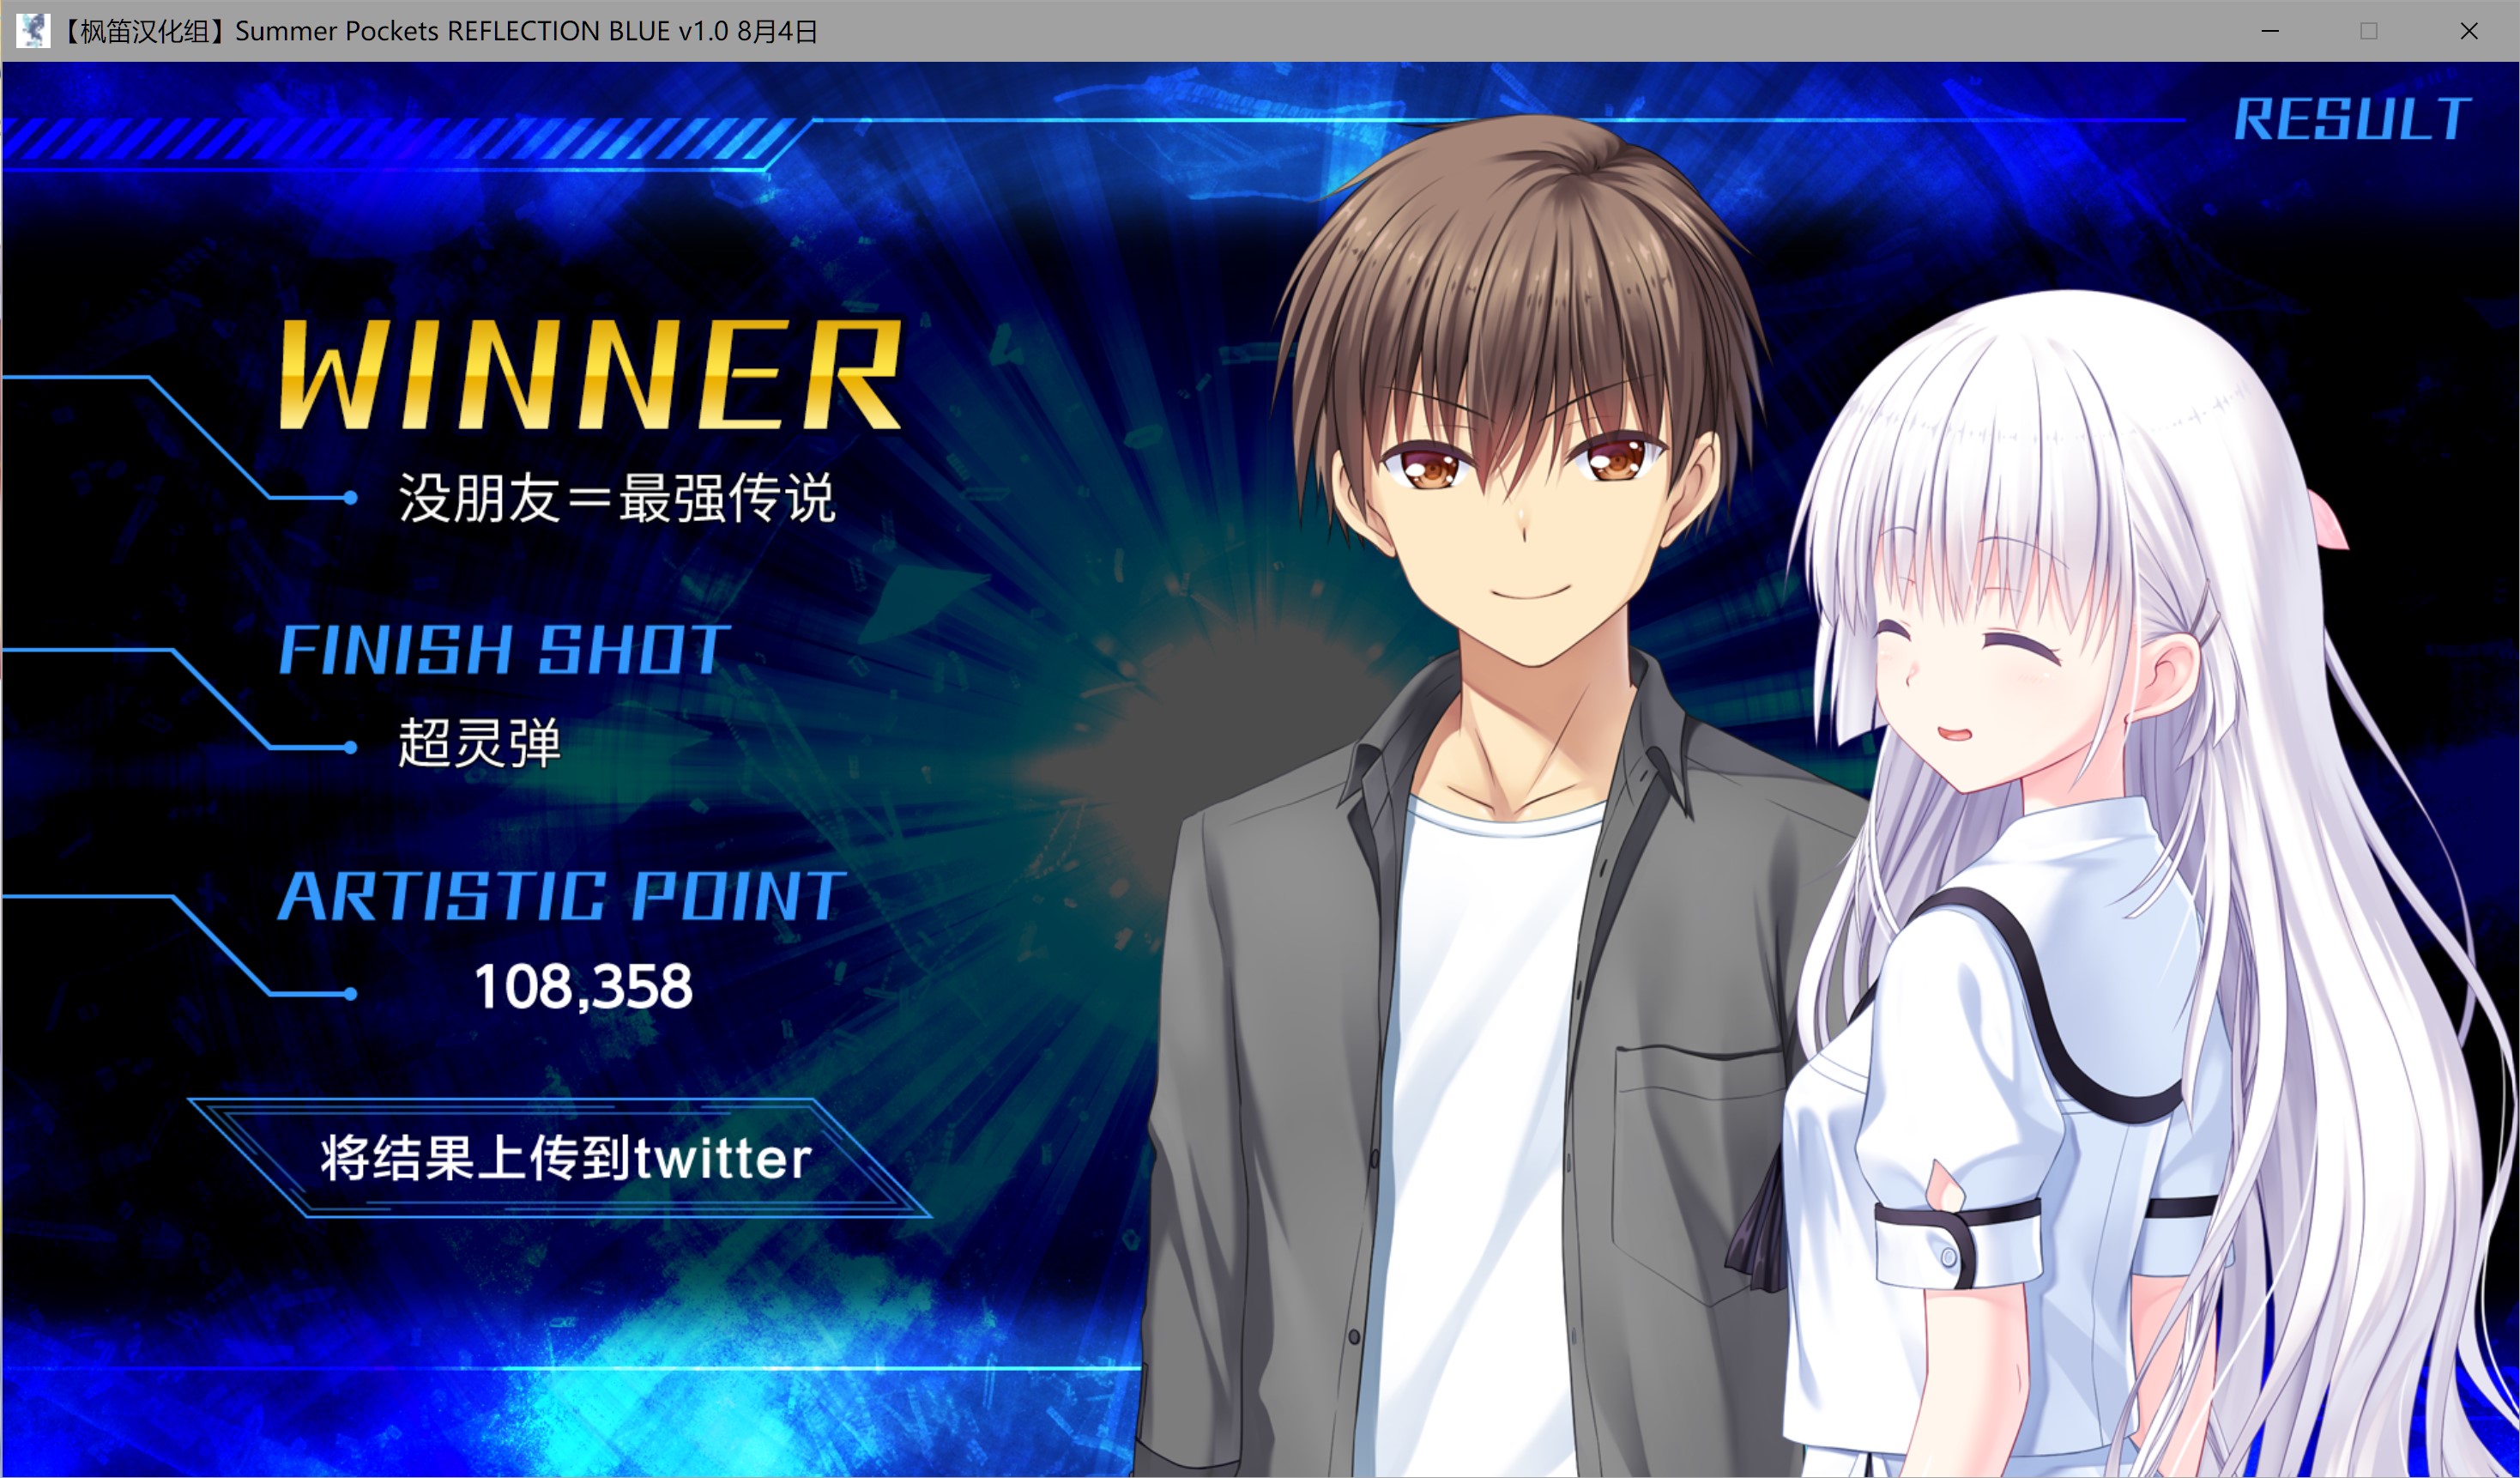 【枫笛汉化组】Summer Pockets REFLECTION BLUE v1.0 8月4日
RESULT
WINNER
没朋友＝最强传说
FINISH SHOT
超灵弹
ARTISTIC POINT
108,358
将结果上传到twitter